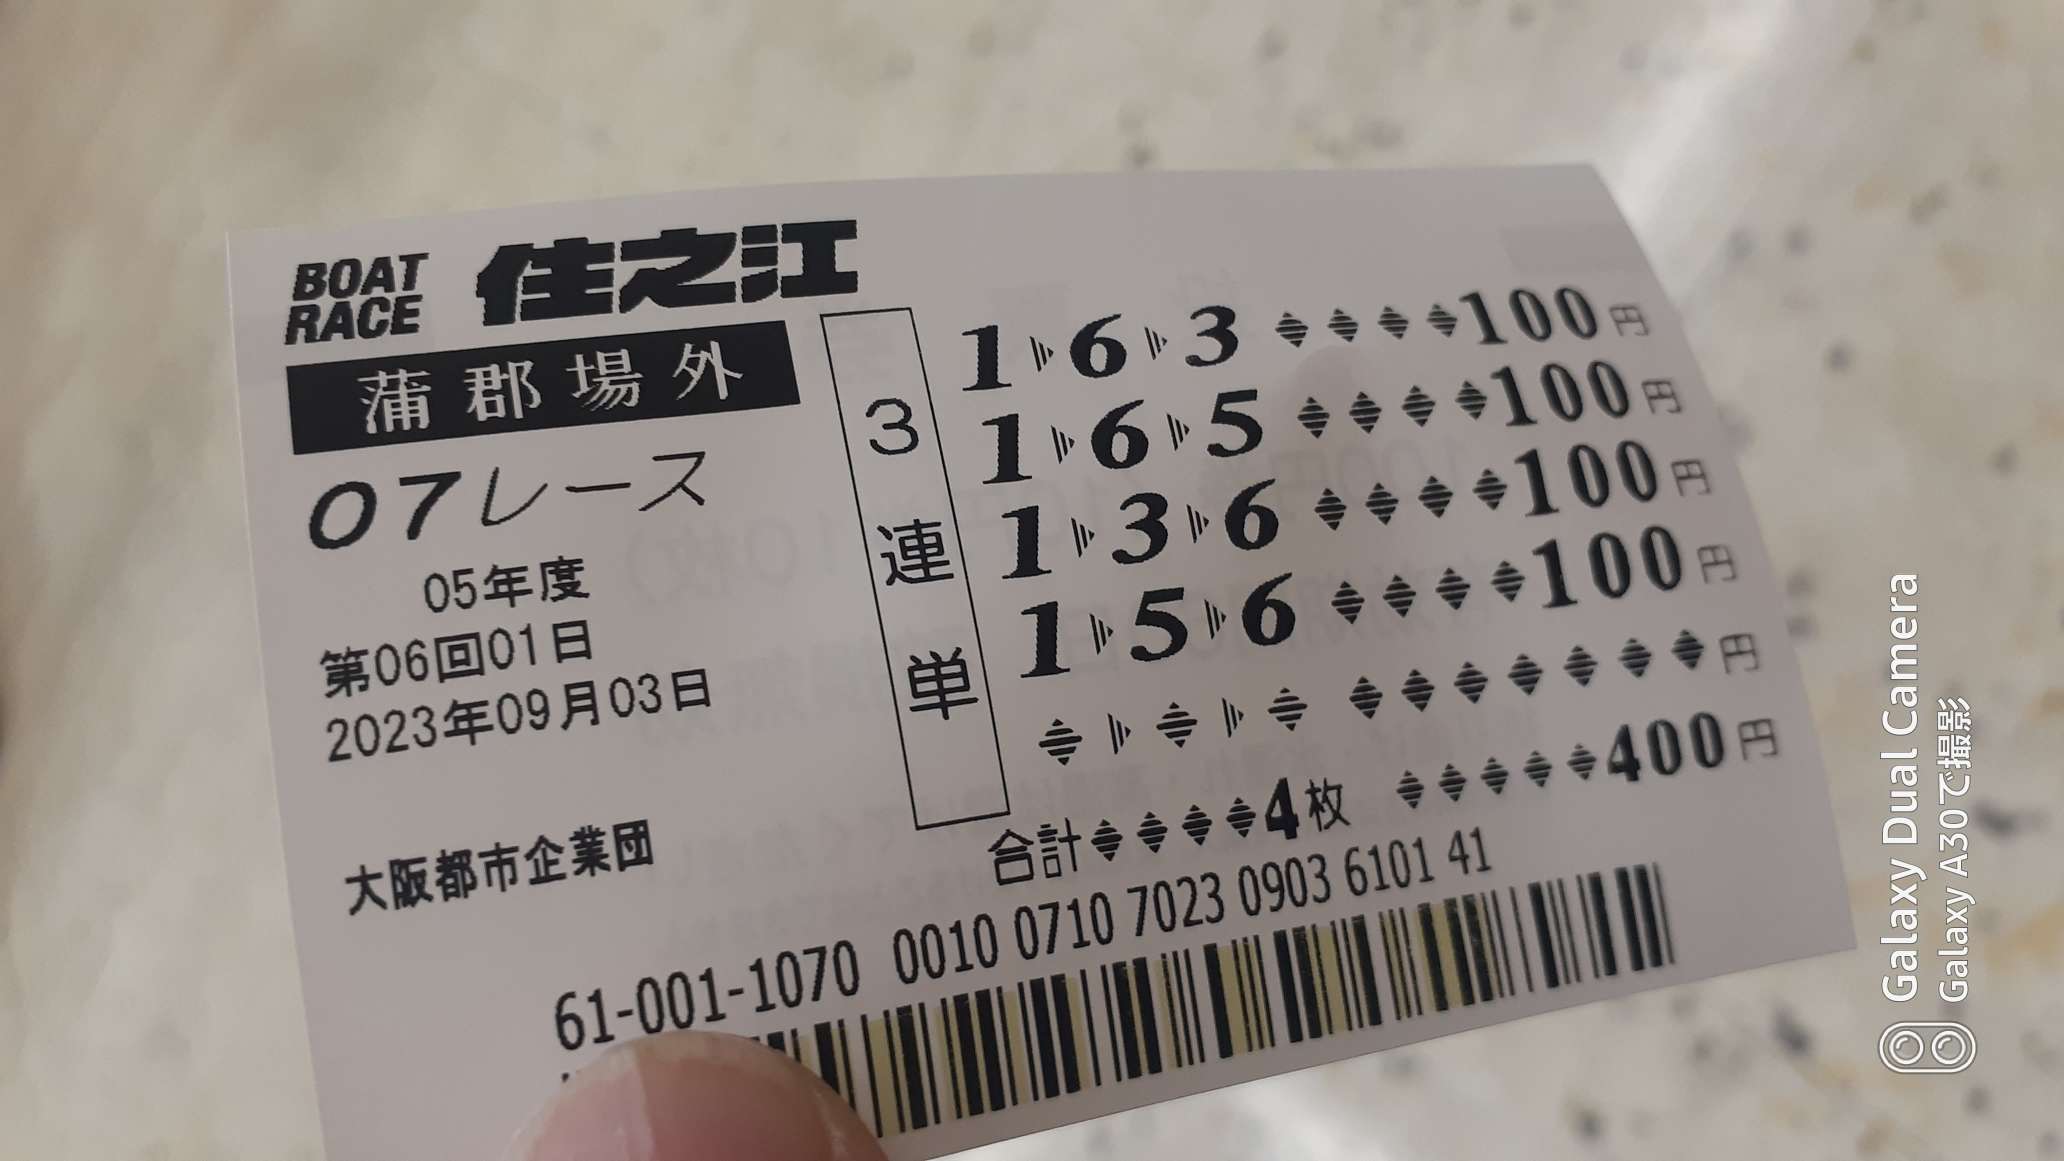 BOAT RACE 住之江
蒲郡場外
07レース
05年度
第06回01日
2023年09月03日
大阪都市企業団
3連単
1▸6▸3 ◆◆◆◆100円
1▸6▸5 ◆◆◆◆100円
1▸3▸6 ◆◆◆◆100円
1▸5▸6 ◆◆◆◆100円
◆▸◆▸◆ ◆◆◆◆◆◆◆円
合計◆◆◆◆4枚 ◆◆◆◆◆400円
61-001-1070 0010 0710 7023 0903 6101 41
Galaxy Dual Camera
Galaxy A30で撮影